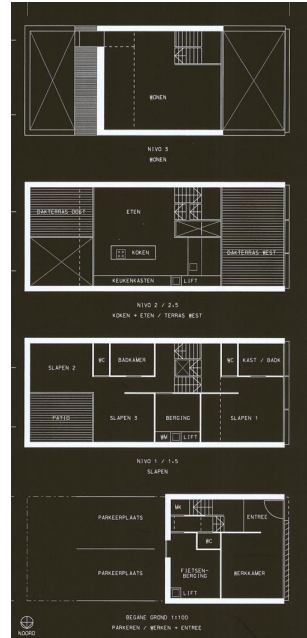 WONEN
NIVO 3
WONEN
DAKTERRAS OOST
ETEN
KOKEN
DAKTERRAS WEST
KEUKENKASTEN
LIFT
NIVO 2 / 2.5
KOKEN + ETEN / TERRAS WEST
SLAPEN 2
WC
BADKAMER
WC
KAST / BADK
PATIO
SLAPEN 3
BERGING
SLAPEN 1
WM
LIFT
NIVO 1 / 1.5
SLAPEN
PARKEERPLAATS
MK
ENTREE
WC
PARKEERPLAATS
FIETSEN-
BERGING
WERKKAMER
LIFT
BEGANE GROND 1:100
PARKEREN / WERKEN + ENTREE
NOORD